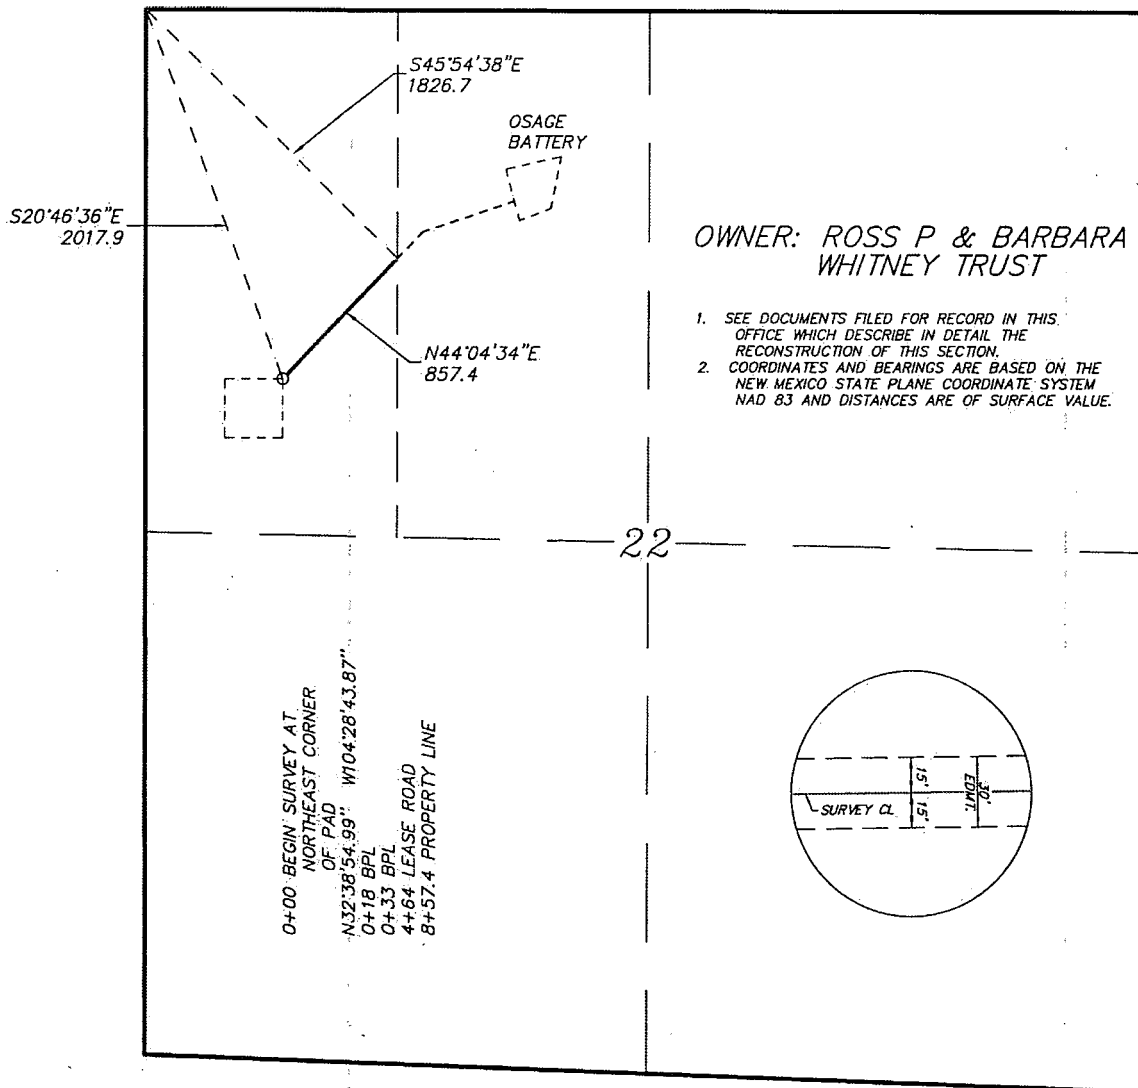 S45°54'38"E
1826.7
OSAGE
BATTERY
S20°46'36"E
2017.9
OWNER: ROSS P & BARBARA
WHITNEY TRUST
1. SEE DOCUMENTS FILED FOR RECORD IN THIS
OFFICE WHICH DESCRIBE IN DETAIL THE
RECONSTRUCTION OF THIS SECTION.
2. COORDINATES AND BEARINGS ARE BASED ON THE
NEW MEXICO STATE PLANE COORDINATE SYSTEM
NAD 83 AND DISTANCES ARE OF SURFACE VALUE.
N44°04'34"E
857.4
22
0+00 BEGIN SURVEY AT
NORTHEAST CORNER
OF PAD
N32°38'54.99" W104°28'43.87"
0+18 BPL
0+33 BPL
4+64 LEASE ROAD
8+57.4 PROPERTY LINE
15'
15'
30'
EDMT.
SURVEY CL